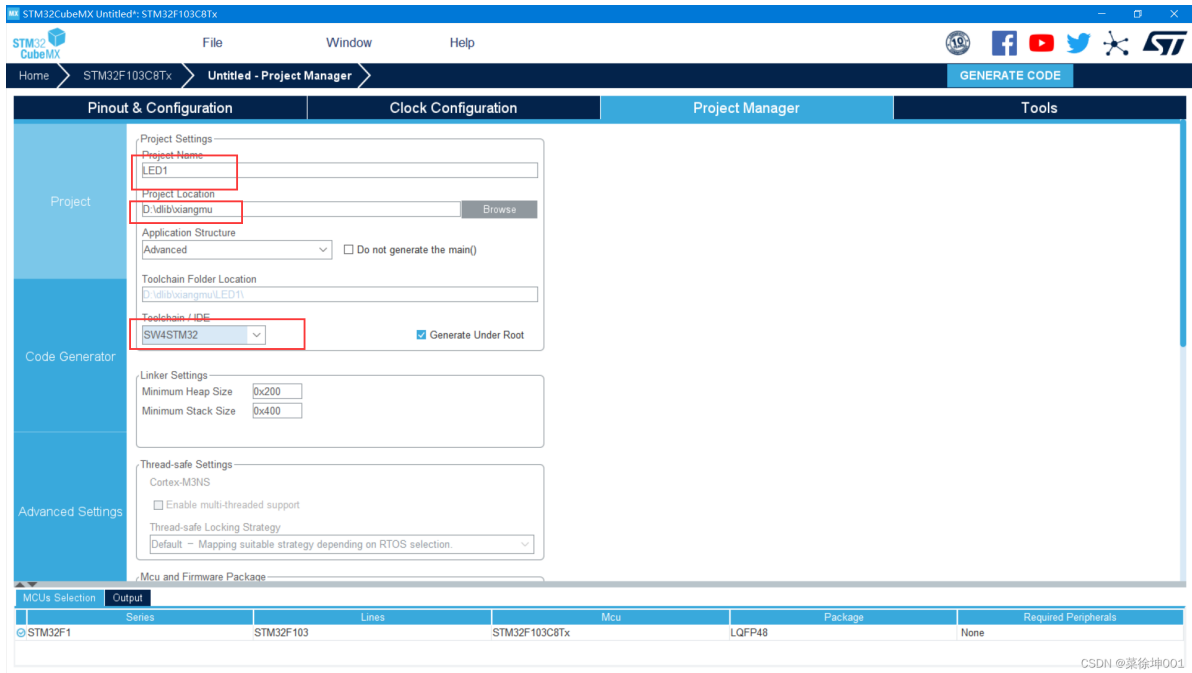 MX STM32CubeMX Untitled*: STM32F103C8Tx
STM32 CubeMX
File Window Help
10
ST
Home STM32F103C8Tx Untitled - Project Manager GENERATE CODE
Pinout & Configuration Clock Configuration Project Manager Tools
Project
Code Generator
Advanced Settings
Project Settings
Project Name
LED1
Project Location
D:\dlib\xiangmu Browse
Application Structure
Advanced Do not generate the main()
Toolchain Folder Location
D:\dlib\xiangmu\LED1\
Toolchain / IDE
SW4STM32 Generate Under Root
Linker Settings
Minimum Heap Size 0x200
Minimum Stack Size 0x400
Thread-safe Settings
Cortex-M3NS
Enable multi-threaded support
Thread-safe Locking Strategy
Default – Mapping suitable strategy depending on RTOS selection.
Mcu and Firmware Package
MCUs Selection Output
Series Lines Mcu Package Required Peripherals
STM32F1 STM32F103 STM32F103C8Tx LQFP48 None
CSDN @菜徐坤001